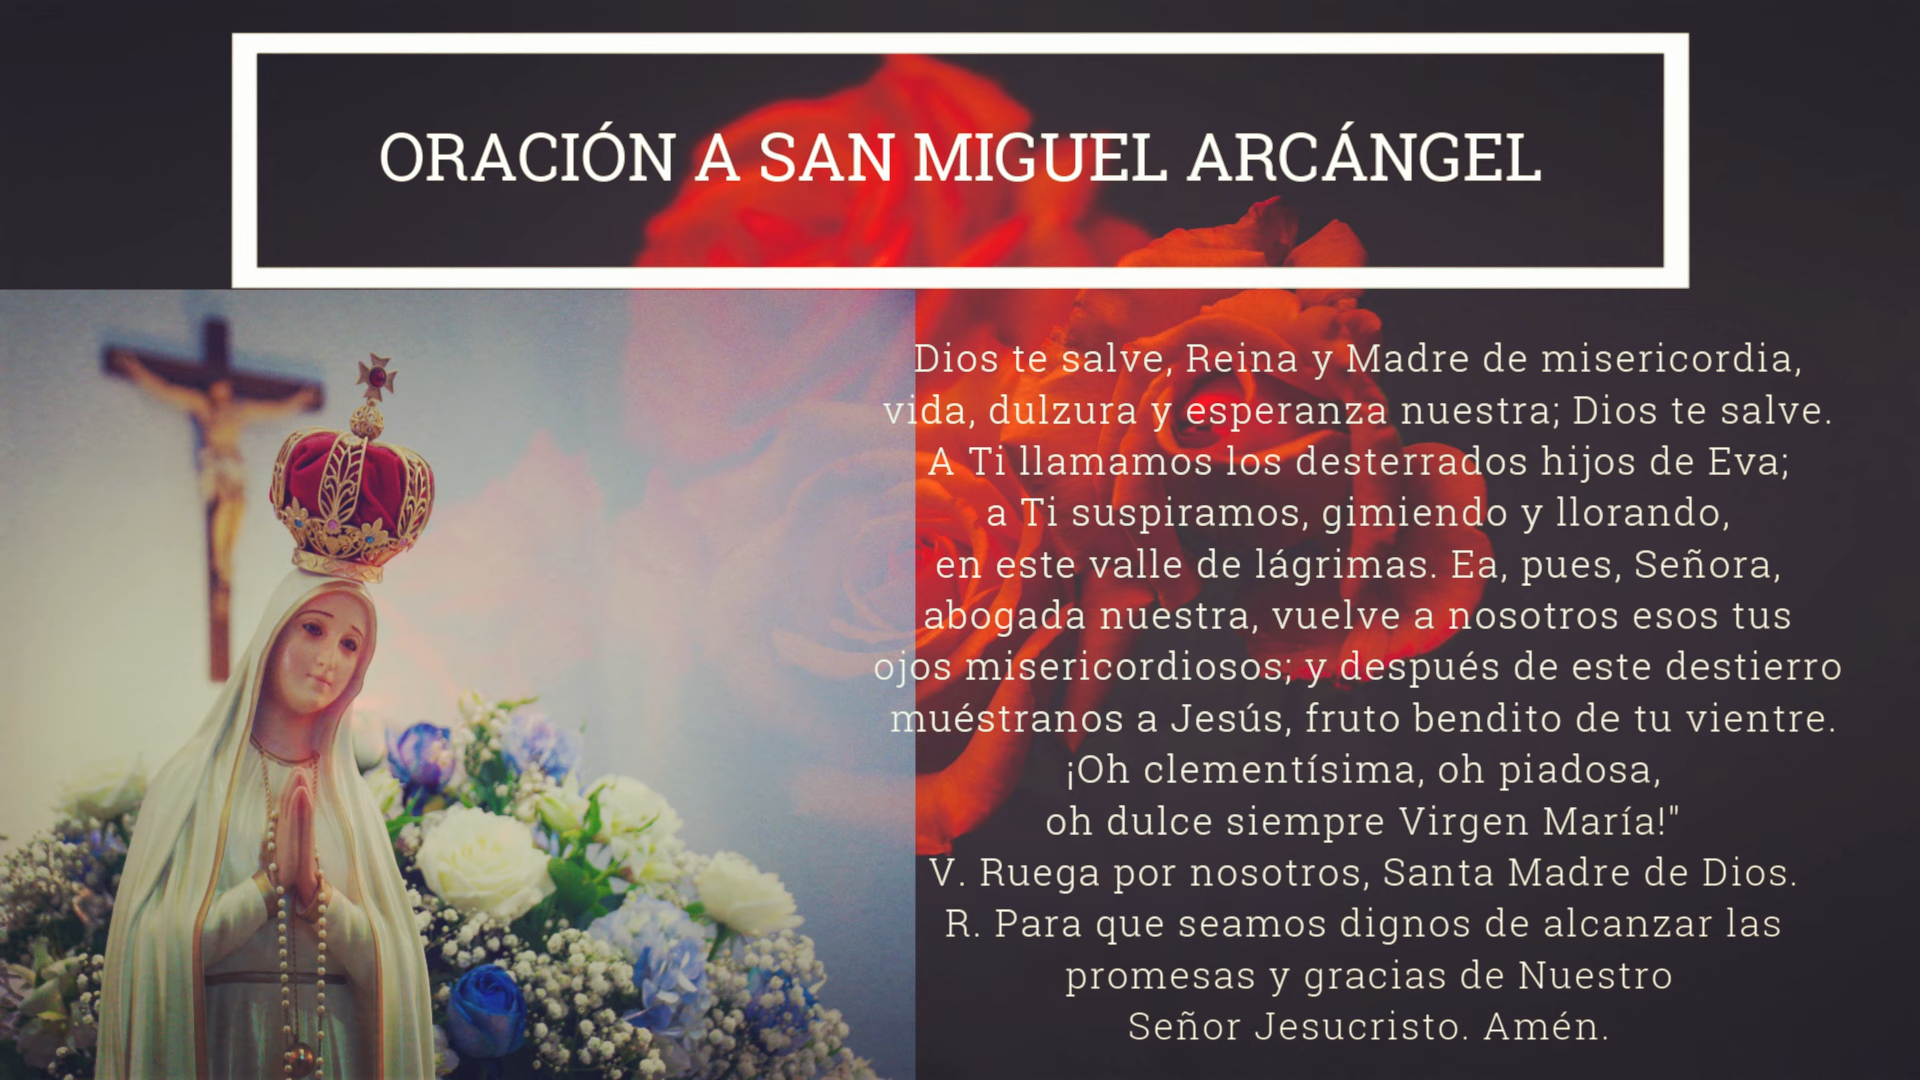 ORACIÓN A SAN MIGUEL ARCÁNGEL
Dios te salve, Reina y Madre de misericordia,
vida, dulzura y esperanza nuestra; Dios te salve.
A Ti llamamos los desterrados hijos de Eva;
a Ti suspiramos, gimiendo y llorando,
en este valle de lágrimas. Ea, pues, Señora,
abogada nuestra, vuelve a nosotros esos tus
ojos misericordiosos; y después de este destierro
muéstranos a Jesús, fruto bendito de tu vientre.
¡Oh clementísima, oh piadosa,
oh dulce siempre Virgen María!"
V. Ruega por nosotros, Santa Madre de Dios.
R. Para que seamos dignos de alcanzar las
promesas y gracias de Nuestro
Señor Jesucristo. Amén.